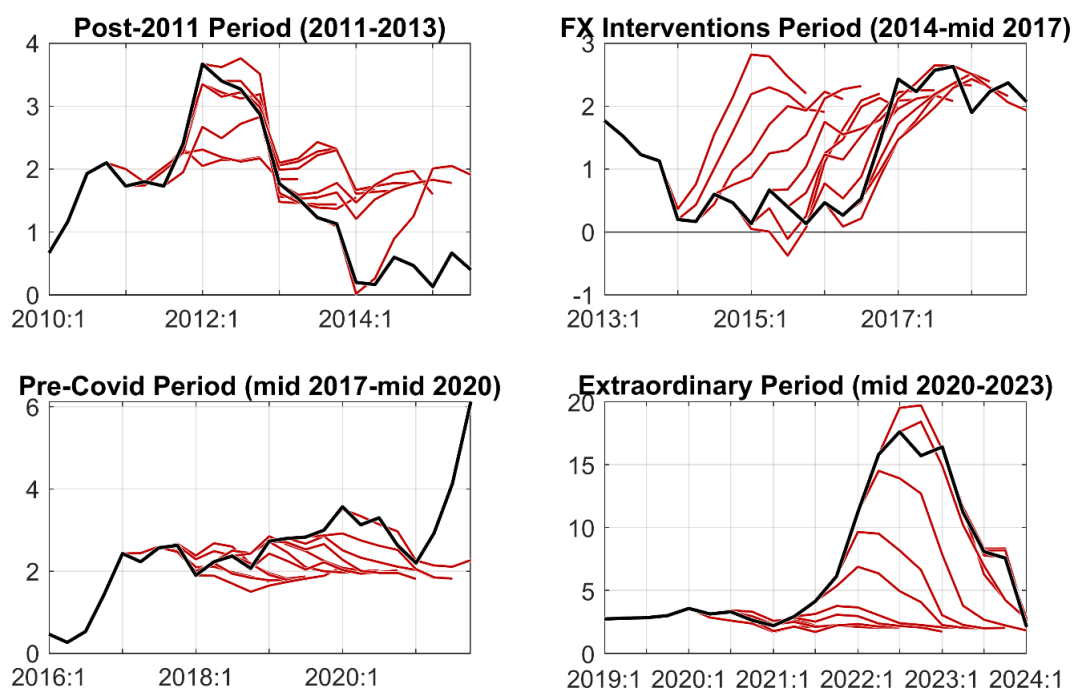 Post-2011 Period (2011-2013)
4
3
2
1
0
2010:1 2012:1 2014:1
FX Interventions Period (2014-mid 2017)
3
2
1
0
-1
2013:1 2015:1 2017:1
Pre-Covid Period (mid 2017-mid 2020)
6
4
2
0
2016:1 2018:1 2020:1
Extraordinary Period (mid 2020-2023)
20
15
10
5
0
2019:1 2020:1 2021:1 2022:1 2023:1 2024:1